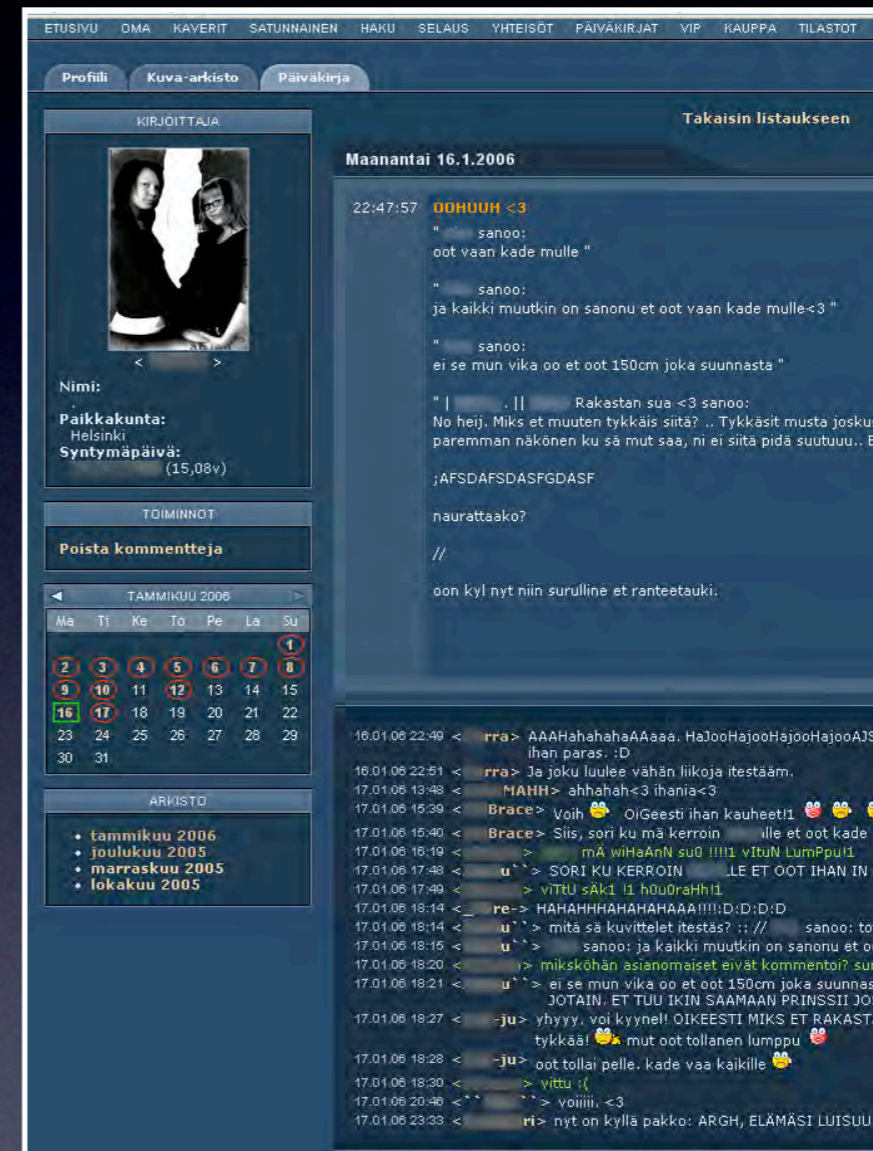 ETUSIVU OMA KAVERIT SATUNNAINEN HAKU SELAUS YHTEISÖT PÄIVÄKIRJAT VIP KAUPPA TILASTOT
Profiili Kuva-arkisto Päiväkirja
KIRJOITTAJA
< >
Nimi:
.
Paikkakunta:
Helsinki
Syntymäpäivä:
(15,08v)
TOIMINNOT
Poista kommentteja
TAMMIKUU 2006
Ma Ti Ke To Pe La Su
1
2 3 4 5 6 7 8
9 10 11 12 13 14 15
16 17 18 19 20 21 22
23 24 25 26 27 28 29
30 31
ARKISTO
• tammikuu 2006
• joulukuu 2005
• marraskuu 2005
• lokakuu 2005
Takaisin listaukseen
Maanantai 16.1.2006
22:47:57 OOHUUH <3
" sanoo:
oot vaan kade mulle "
" sanoo:
ja kaikki muutkin on sanonu et oot vaan kade mulle<3 "
" sanoo:
ei se mun vika oo et oot 150cm joka suunnasta "
" | . || Rakastan sua <3 sanoo:
No heij. Miks et muuten tykkäis siitä? .. Tykkäsit musta josku
paremman näkönen ku sä mut saa, ni ei siitä pidä suutuuu..
;AFSDAFSDASFGDASF
naurattaako?
//
oon kyl nyt niin surulline et ranteetauki.
16.01.06 22:49 < rra> AAAHahahahaAAaaa. HaJooHajooHajooHajooAJS
ihan paras. :D
16.01.06 22:51 < rra> Ja joku luulee vähän liikoja itestääm.
17.01.06 13:48 < MAHH> ahhahah<3 ihania<3
17.01.06 15:39 < Brace> Voih OiGeesti ihan kauheet!1
17.01.06 15:40 < Brace> Siis, sori ku mä kerroin lle et oot kade
17.01.06 16:19 < > mÄ wiHaAnN su0 !!!!1 vItuN LumPpu!1
17.01.06 17:48 < u``> SORI KU KERROIN LLE ET OOT IHAN IN
17.01.06 17:49 < > viTtU sÄk1 !1 h0u0raHh!1
17.01.06 18:14 <_ re-> HAHAHHHAHAHAHAAA!!!!:D:D:D:D
17.01.06 18:14 < u``> mitä sä kuvittelet itestäs? :: // sanoo: to
17.01.06 18:15 < u``> sanoo: ja kaikki muutkin on sanonu et o
17.01.06 18:20 < > miksköhän asianomaiset eivät kommentoi? su
17.01.06 18:21 < u``> ei se mun vika oo et oot 150cm joka suunnas
JOTAIN. ET TUU IKIN SAAMAAN PRINSSII JO
17.01.06 18:27 < -ju> yhyyy. voi kyynel! OIKEESTI MIKS ET RAKAST
tykkää! mut oot tollanen lumppu
17.01.06 18:28 < -ju> oot tollai pelle. kade vaa kaikille
17.01.06 18:30 < > vittu :(
17.01.06 20:46 <`` ``> voiiiii. <3
17.01.06 23:33 < ri> nyt on kyllä pakko: ARGH, ELÄMÄSI LUISUU